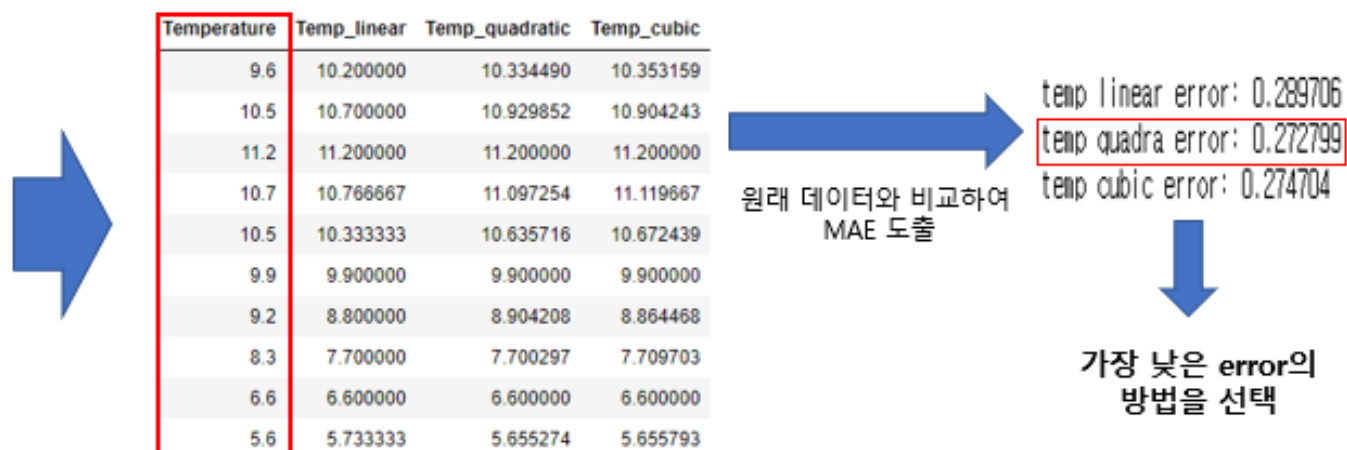 Temperature Temp_linear Temp_quadratic Temp_cubic
9.6 10.200000 10.334490 10.353159
10.5 10.700000 10.929852 10.904243
11.2 11.200000 11.200000 11.200000
10.7 10.766667 11.097254 11.119667
10.5 10.333333 10.635716 10.672439
9.9 9.900000 9.900000 9.900000
9.2 8.800000 8.904208 8.864468
8.3 7.700000 7.700297 7.709703
6.6 6.600000 6.600000 6.600000
5.6 5.733333 5.655274 5.655793
원래 데이터와 비교하여
MAE 도출
temp linear error: 0.289706
temp quadra error: 0.272799
temp cubic error: 0.274704
가장 낮은 error의
방법을 선택